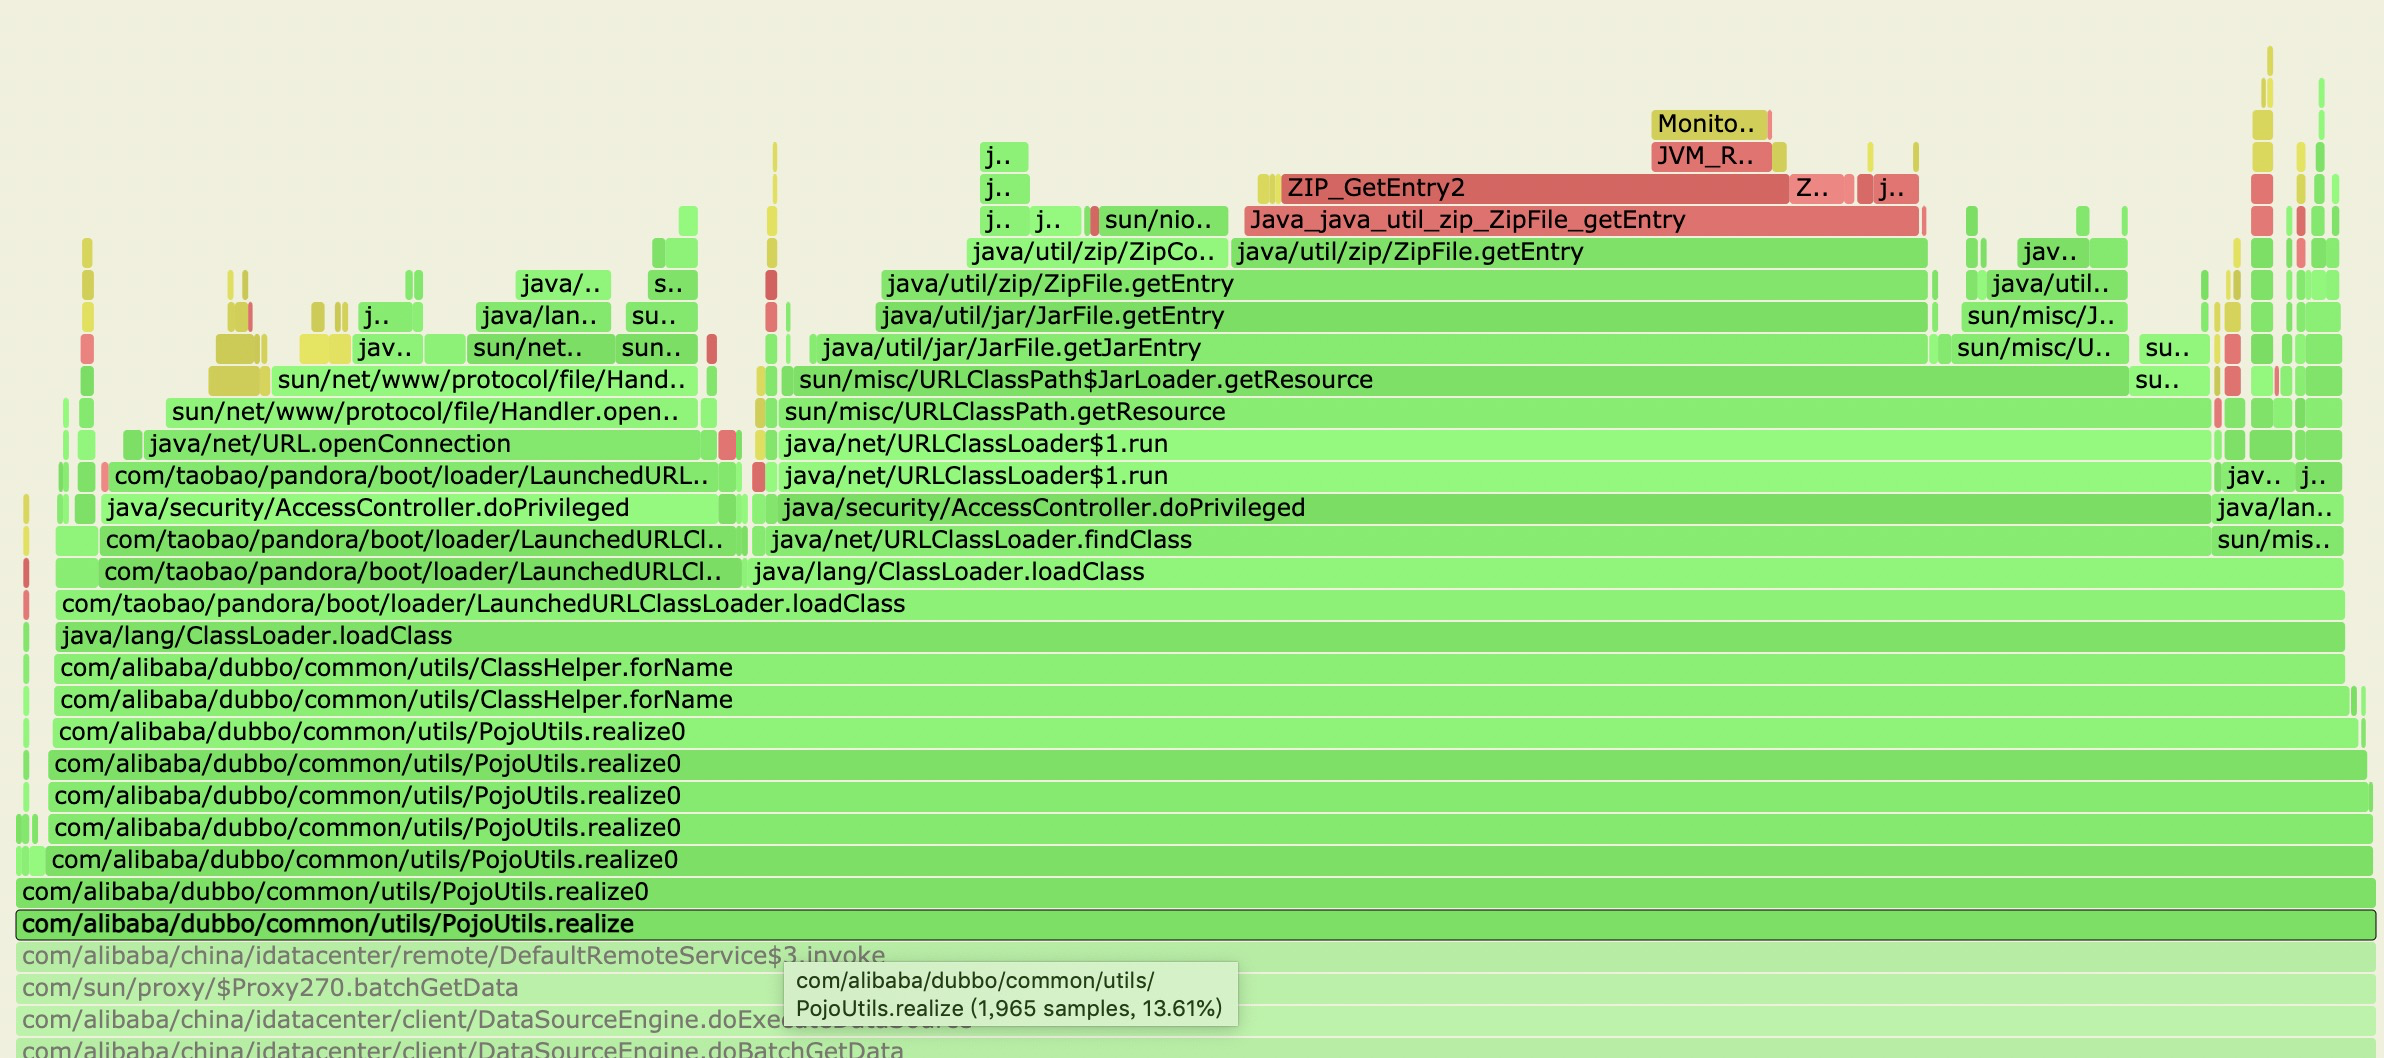 Monito..
j.. JVM_R..
j.. ZIP_GetEntry2 Z.. j..
j.. j.. sun/nio.. Java_java_util_zip_ZipFile_getEntry
java/util/zip/ZipCo.. java/util/zip/ZipFile.getEntry jav..
java/.. s.. java/util/zip/ZipFile.getEntry java/util..
j.. java/lan.. su.. java/util/jar/JarFile.getEntry sun/misc/J..
jav.. sun/net.. sun.. java/util/jar/JarFile.getJarEntry sun/misc/U.. su..
sun/net/www/protocol/file/Hand.. sun/misc/URLClassPath$JarLoader.getResource su..
sun/net/www/protocol/file/Handler.open.. sun/misc/URLClassPath.getResource
java/net/URL.openConnection java/net/URLClassLoader$1.run
com/taobao/pandora/boot/loader/LaunchedURL.. java/net/URLClassLoader$1.run jav.. j..
java/security/AccessController.doPrivileged java/security/AccessController.doPrivileged java/lan..
com/taobao/pandora/boot/loader/LaunchedURLCl.. java/net/URLClassLoader.findClass sun/mis..
com/taobao/pandora/boot/loader/LaunchedURLCl.. java/lang/ClassLoader.loadClass
com/taobao/pandora/boot/loader/LaunchedURLClassLoader.loadClass
java/lang/ClassLoader.loadClass
com/alibaba/dubbo/common/utils/ClassHelper.forName
com/alibaba/dubbo/common/utils/ClassHelper.forName
com/alibaba/dubbo/common/utils/PojoUtils.realize0
com/alibaba/dubbo/common/utils/PojoUtils.realize0
com/alibaba/dubbo/common/utils/PojoUtils.realize0
com/alibaba/dubbo/common/utils/PojoUtils.realize0
com/alibaba/dubbo/common/utils/PojoUtils.realize0
com/alibaba/dubbo/common/utils/PojoUtils.realize0
com/alibaba/dubbo/common/utils/PojoUtils.realize
com/alibaba/china/idatacenter/remote/DefaultRemoteService$3.invoke
com/sun/proxy/$Proxy270.batchGetData
com/alibaba/dubbo/common/utils/
PojoUtils.realize (1,965 samples, 13.61%)
com/alibaba/china/idatacenter/client/DataSourceEngine.doExecuteDataSource
com/alibaba/china/idatacenter/client/DataSourceEngine.doBatchGetData